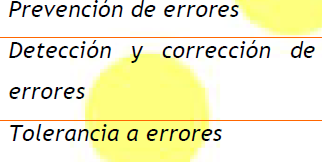 Prevención de errores
Detección y corrección de
errores
Tolerancia a errores